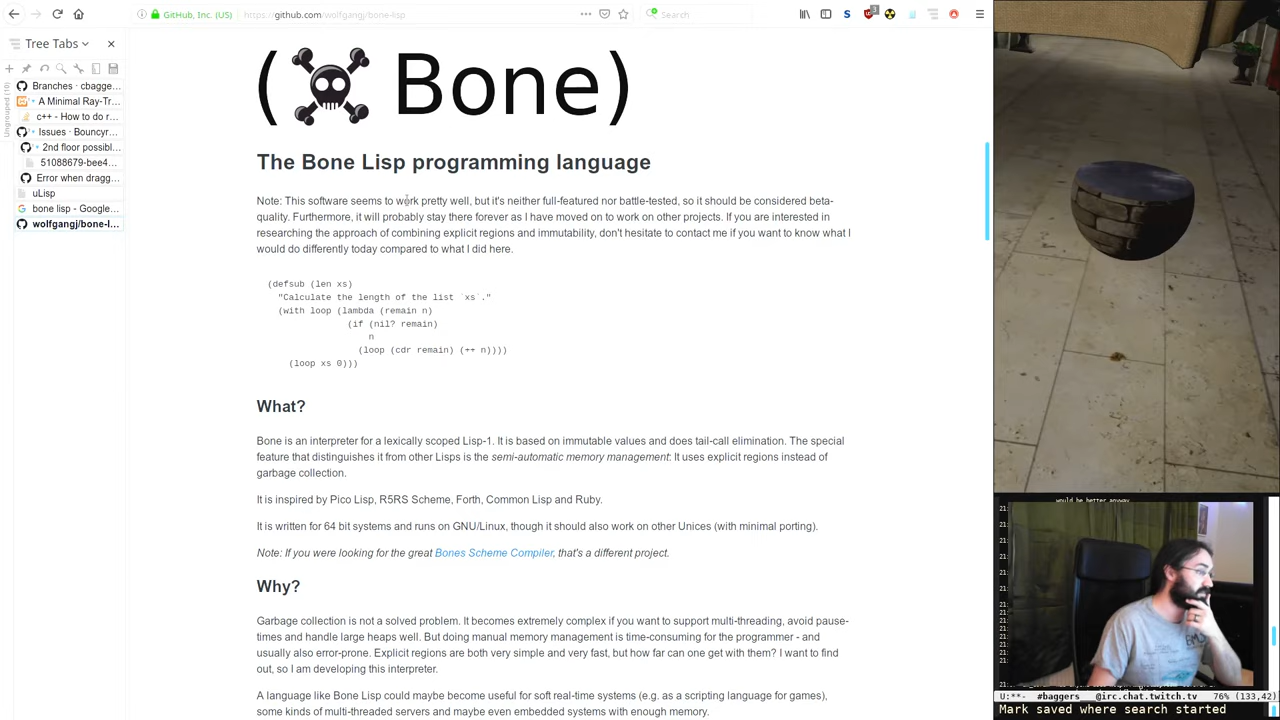 GitHub, Inc. (US)
https://github.com/wolfgangj/bone-lisp
Search
3
Tree Tabs
Ungrouped (10)
Branches · cbagge...
A Minimal Ray-Tr...
c++ - How to do r...
Issues · Bouncyr...
2nd floor possibl...
51088679-bee4...
Error when dragg...
uLisp
bone lisp - Google...
wolfgangj/bone-l...
( Bone)
The Bone Lisp programming language
Note: This software seems to work pretty well, but it's neither full-featured nor battle-tested, so it should be considered beta-
quality. Furthermore, it will probably stay there forever as I have moved on to work on other projects. If you are interested in
researching the approach of combining explicit regions and immutability, don't hesitate to contact me if you want to know what I
would do differently today compared to what I did here.
(defsub (len xs)
"Calculate the length of the list `xs`."
(with loop (lambda (remain n)
(if (nil? remain)
n
(loop (cdr remain) (++ n))))
(loop xs 0)))
What?
Bone is an interpreter for a lexically scoped Lisp-1. It is based on immutable values and does tail-call elimination. The special
feature that distinguishes it from other Lisps is the semi-automatic memory management: It uses explicit regions instead of
garbage collection.
It is inspired by Pico Lisp, R5RS Scheme, Forth, Common Lisp and Ruby.
It is written for 64 bit systems and runs on GNU/Linux, though it should also work on other Unices (with minimal porting).
Note: If you were looking for the great Bones Scheme Compiler, that's a different project.
Why?
Garbage collection is not a solved problem. It becomes extremely complex if you want to support multi-threading, avoid pause-
times and handle large heaps well. But doing manual memory management is time-consuming for the programmer - and
usually also error-prone. Explicit regions are both very simple and very fast, but how far can one get with them? I want to find
out, so I am developing this interpreter.
A language like Bone Lisp could maybe become useful for soft real-time systems (e.g. as a scripting language for games),
some kinds of multi-threaded servers and maybe even embedded systems with enough memory.
would be better anyway
U:**- #baggers @irc.chat.twitch.tv 76% (133,42)
Mark saved where search started